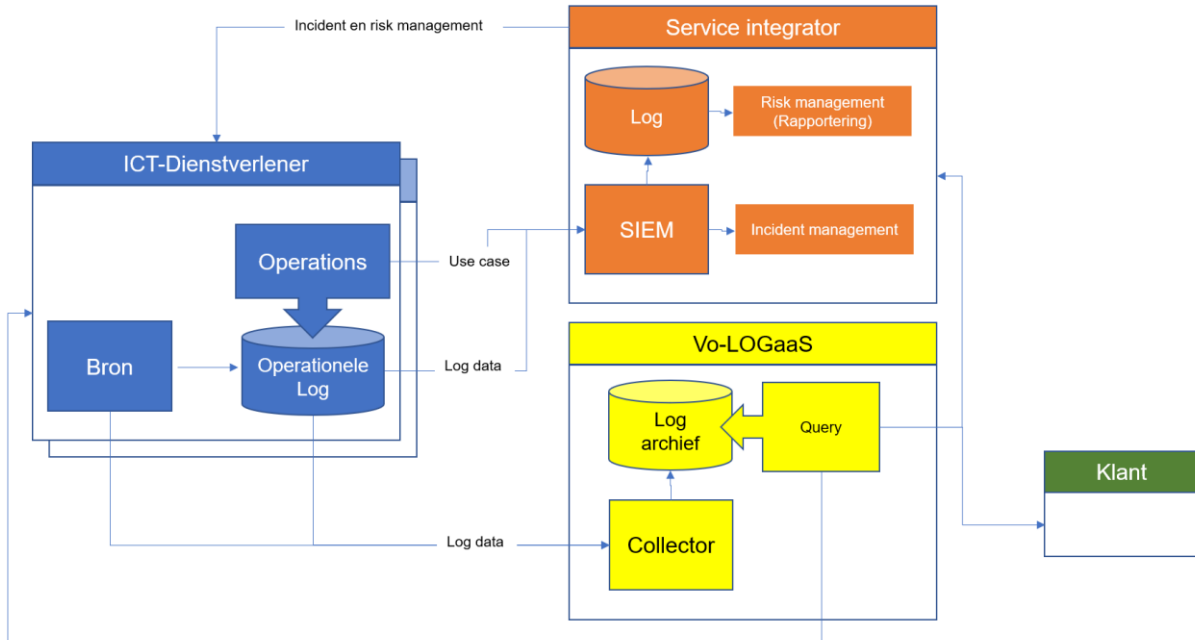 Incident en risk management
Service integrator
Log
Risk management
(Rapportering)
ICT-Dienstverlener
SIEM
Incident management
Operations
Use case
Bron
Operationele
Log
Log data
Vo-LOGaaS
Log
archief
Query
Klant
Log data
Collector